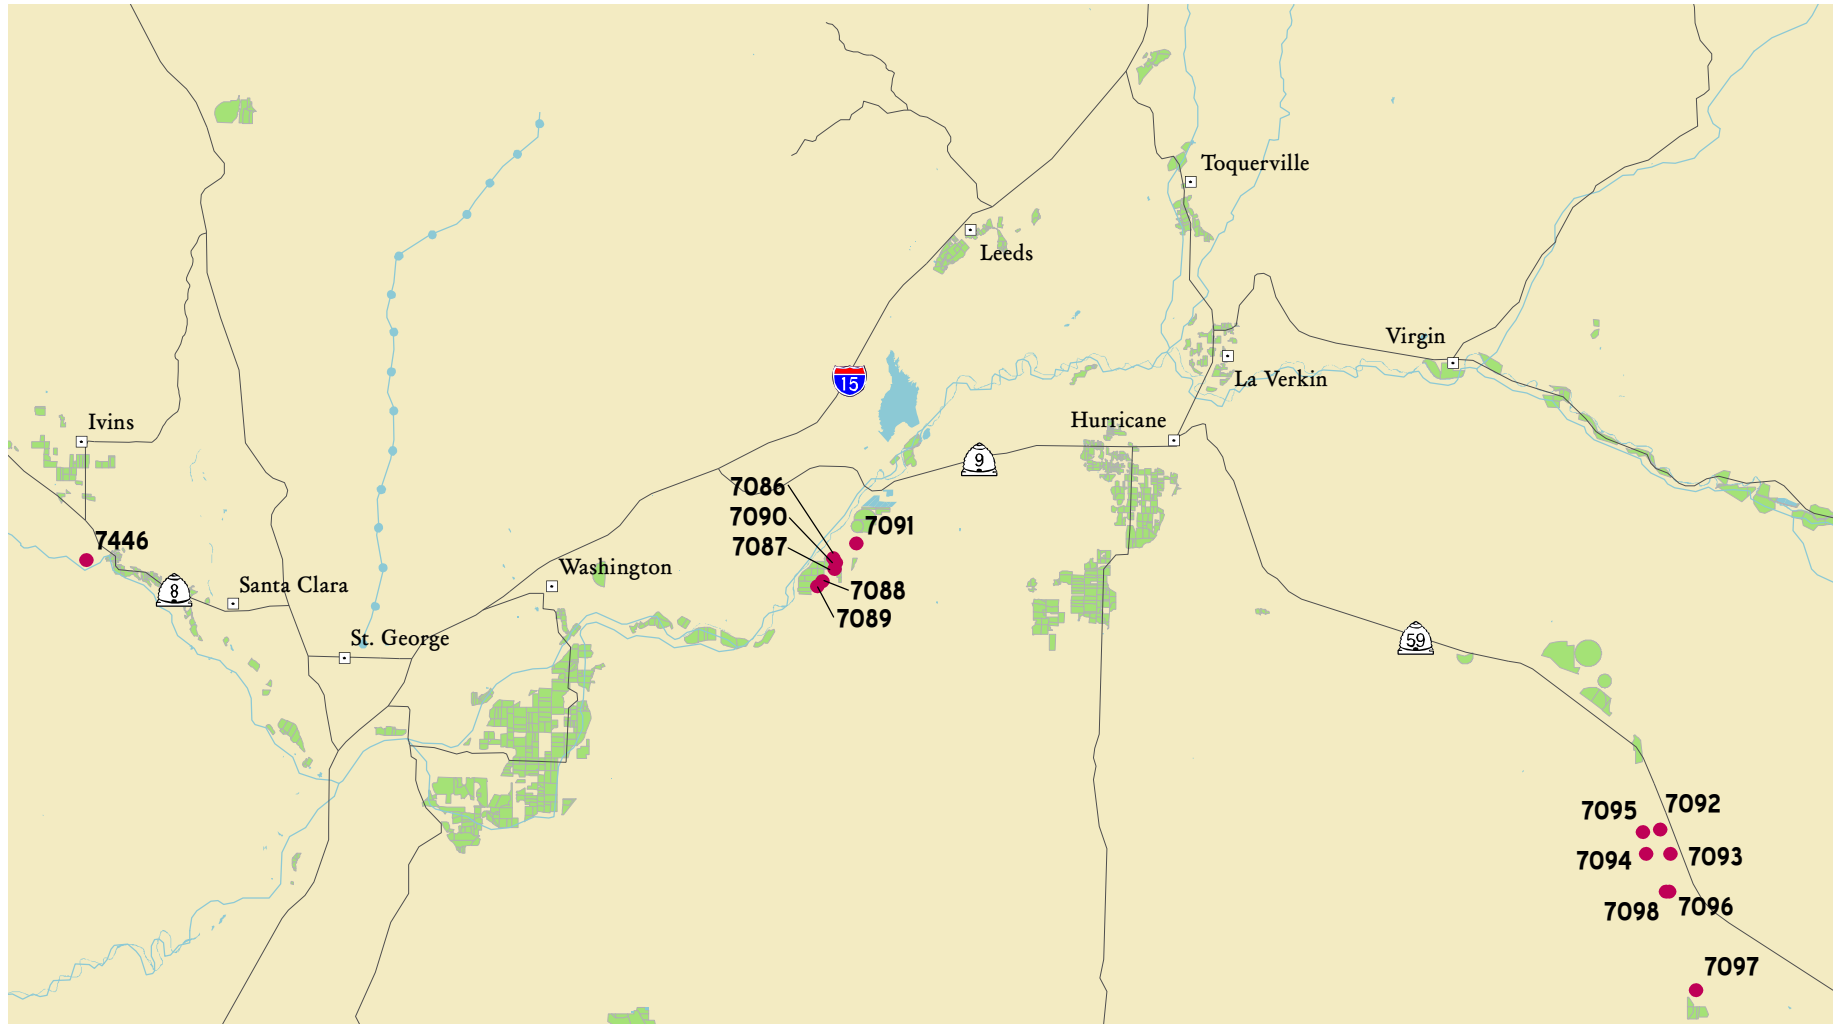 Toquerville
Leeds
Virgin
15
La Verkin
Ivins
Hurricane
9
7086
7090
7091
7446
7087
Washington
Santa Clara
8
7088
7089
St. George
59
7092
7095
7094
7093
7098
7096
7097